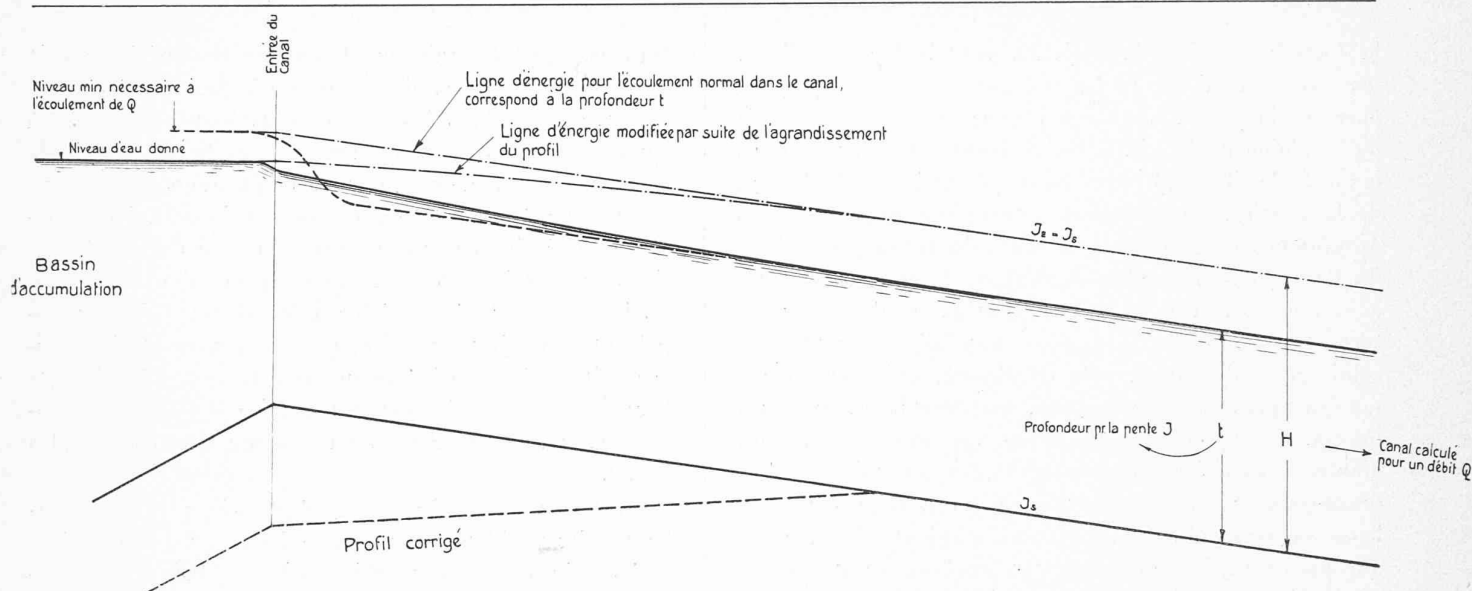 Entrée du
Canal
Niveau min nécessaire à
l'écoulement de Q
Ligne d'énergie pour l'écoulement normal dans le canal,
correspond à la profondeur t
Ligne d'énergie modifiée par suite de l'agrandissement
du profil
Niveau d'eau donné
Bassin
d'accumulation
Profondeur pr la pente J
t
H
Canal calculé
pour un débit Q
Js
Profil corrigé